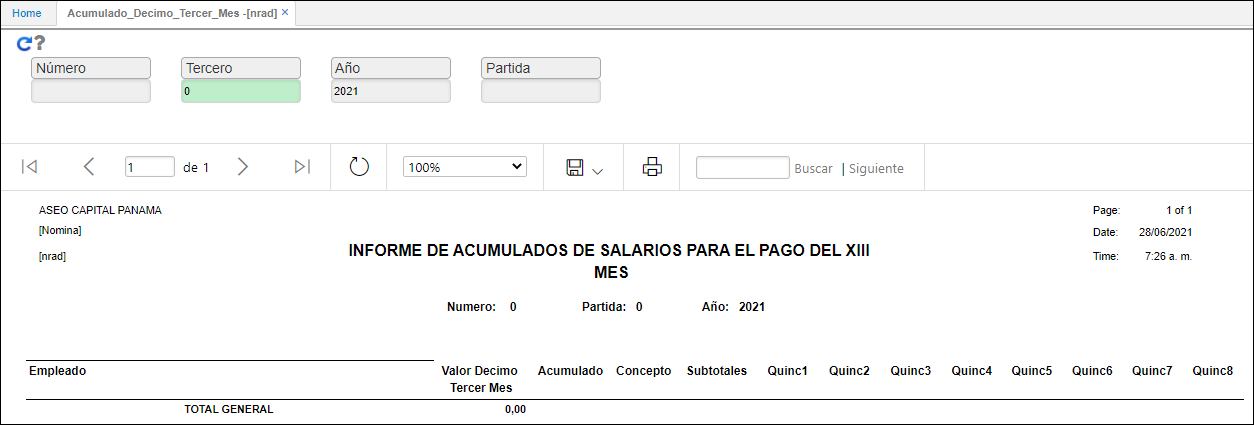 Home Acumulado_Decimo_Tercer_Mes -[nrad] ×
?
Número Tercero Año Partida
0 2021
1 de 1 100% Buscar | Siguiente
ASEO CAPITAL PANAMA Page: 1 of 1
[Nomina] Date: 28/06/2021
[nrad] Time: 7:26 a. m.
INFORME DE ACUMULADOS DE SALARIOS PARA EL PAGO DEL XIII
MES
Numero: 0 Partida: 0 Año: 2021
Empleado Valor Decimo Acumulado Concepto Subtotales Quinc1 Quinc2 Quinc3 Quinc4 Quinc5 Quinc6 Quinc7 Quinc8
Tercer Mes
TOTAL GENERAL 0,00